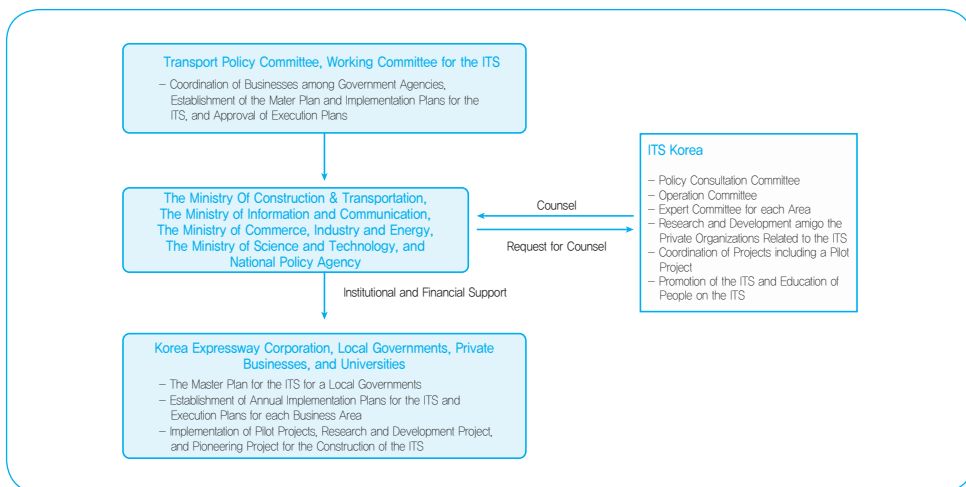 Transport Policy Committee, Working Committee for the ITS
– Coordination of Businesses among Government Agencies,
Establishment of the Mater Plan and Implementation Plans for the
ITS, and Approval of Execution Plans
The Ministry Of Construction & Transportation,
The Ministry of Information and Communication,
The Ministry of Commerce, Industry and Energy,
The Ministry of Science and Technology, and
National Policy Agency
Counsel
Request for Counsel
ITS Korea
– Policy Consultation Committee
– Operation Committee
– Expert Committee for each Area
– Research and Development amigo the
Private Organizations Related to the ITS
– Coordination of Projects including a Pilot
Project
– Promotion of the ITS and Education of
People on the ITS
Institutional and Financial Support
Korea Expressway Corporation, Local Governments, Private
Businesses, and Universities
– The Master Plan for the ITS for a Local Governments
– Establishment of Annual Implementation Plans for the ITS and
Execution Plans for each Business Area
– Implementation of Pilot Projects, Research and Development Project,
and Pioneering Project for the Construction of the ITS